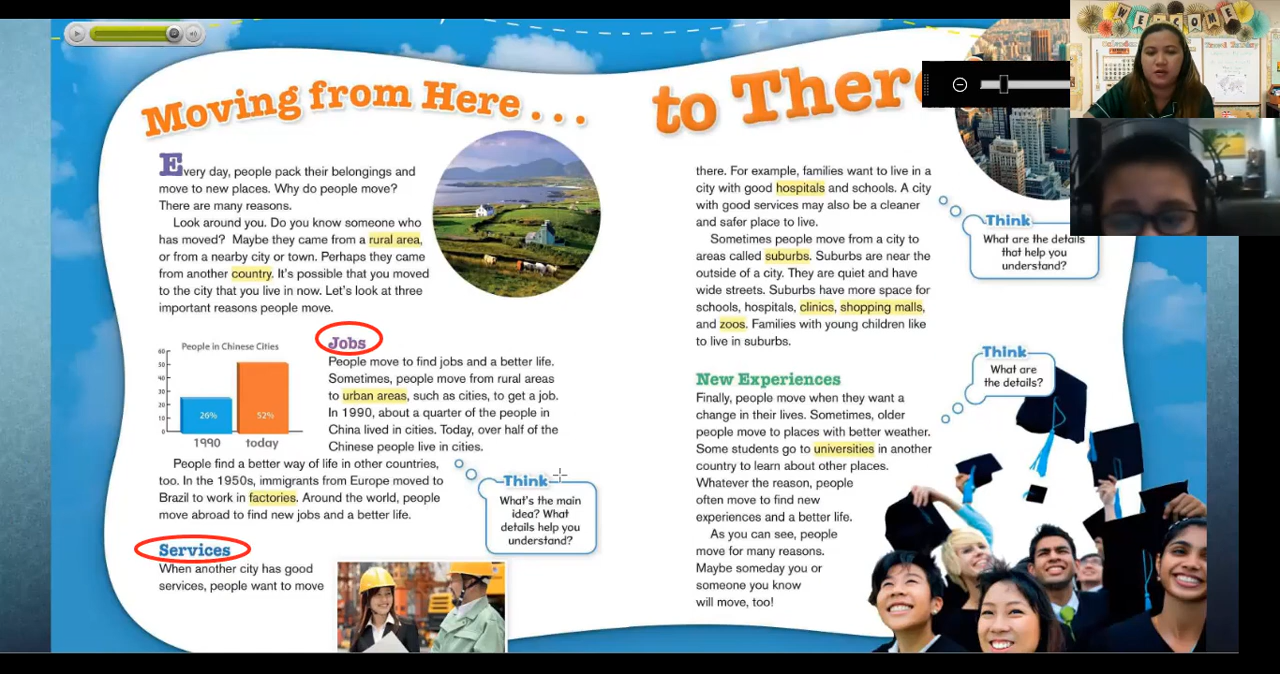 Moving from Here . . .
Every day, people pack their belongings and
move to new places. Why do people move?
There are many reasons.
Look around you. Do you know someone who
has moved? Maybe they came from a rural area,
or from a nearby city or town. Perhaps they came
from another country. It's possible that you moved
to the city that you live in now. Let's look at three
important reasons people move.
People in Chinese Cities
60
50
40
30
20
10
0
26%
52%
1990
today
Jobs
People move to find jobs and a better life.
Sometimes, people move from rural areas
to urban areas, such as cities, to get a job.
In 1990, about a quarter of the people in
China lived in cities. Today, over half of the
Chinese people live in cities.
People find a better way of life in other countries,
too. In the 1950s, immigrants from Europe moved to
Brazil to work in factories. Around the world, people
move abroad to find new jobs and a better life.
Think
What's the main
idea? What
details help you
understand?
Services
When another city has good
services, people want to move
to There
there. For example, families want to live in a
city with good hospitals and schools. A city
with good services may also be a cleaner
and safer place to live.
Sometimes people move from a city to
areas called suburbs. Suburbs are near the
outside of a city. They are quiet and have
wide streets. Suburbs have more space for
schools, hospitals, clinics, shopping malls,
and zoos. Families with young children like
to live in suburbs.
Think
What are the details
that help you
understand?
New Experiences
Finally, people move when they want a
change in their lives. Sometimes, older
people move to places with better weather.
Some students go to universities in another
country to learn about other places.
Whatever the reason, people
often move to find new
experiences and a better life.
As you can see, people
move for many reasons.
Maybe someday you or
someone you know
will move, too!
Think
What are
the details?
WELCOME